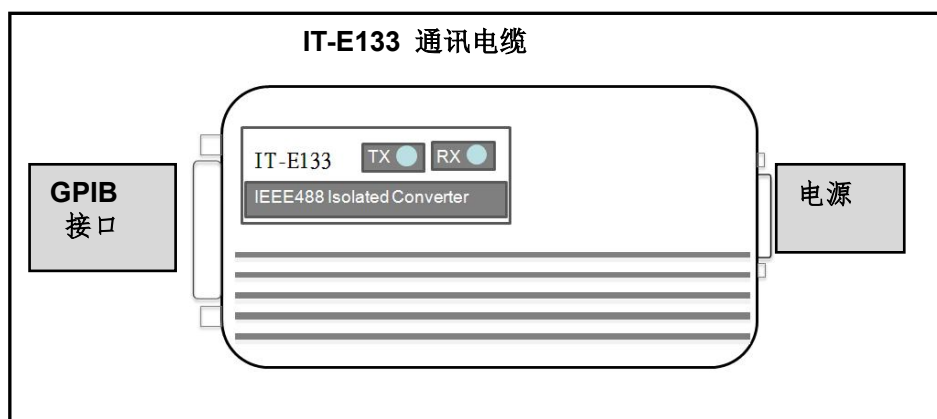 IT-E133 通讯电缆
IT-E133 TX RX
IEEE488 Isolated Converter
GPIB
接口
电源